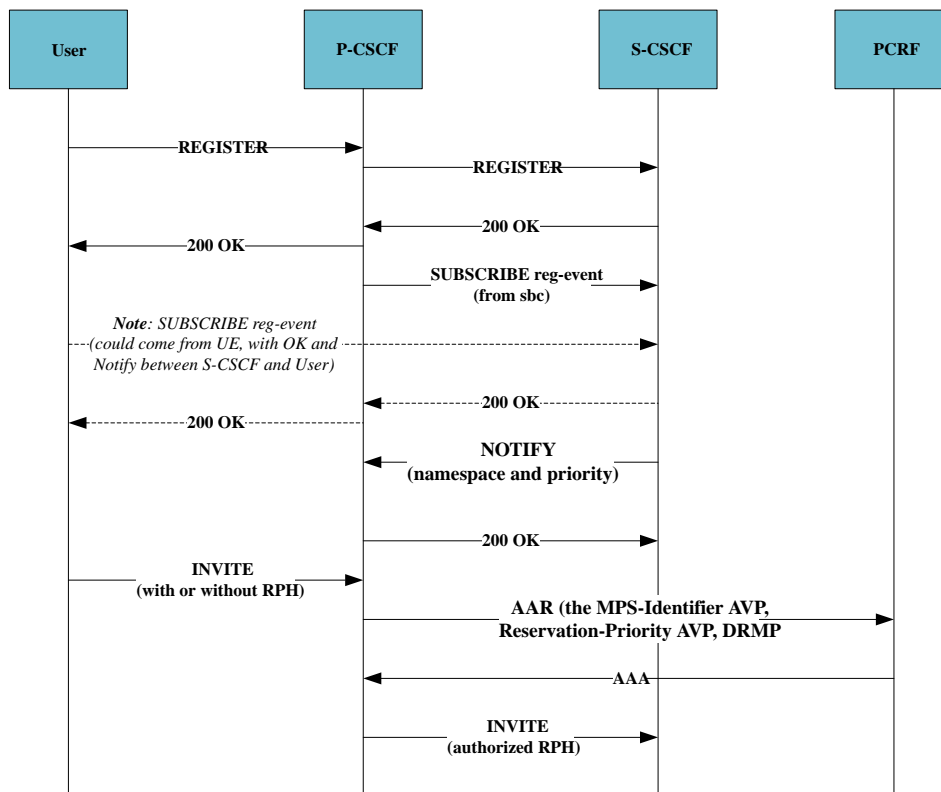 User
P-CSCF
S-CSCF
PCRF
REGISTER
REGISTER
200 OK
200 OK
SUBSCRIBE reg-event
(from sbc)
Note: SUBSCRIBE reg-event
(could come from UE, with OK and
Notify between S-CSCF and User)
200 OK
200 OK
NOTIFY
(namespace and priority)
200 OK
INVITE
(with or without RPH)
AAR (the MPS-Identifier AVP,
Reservation-Priority AVP, DRMP
AAA
INVITE
(authorized RPH)